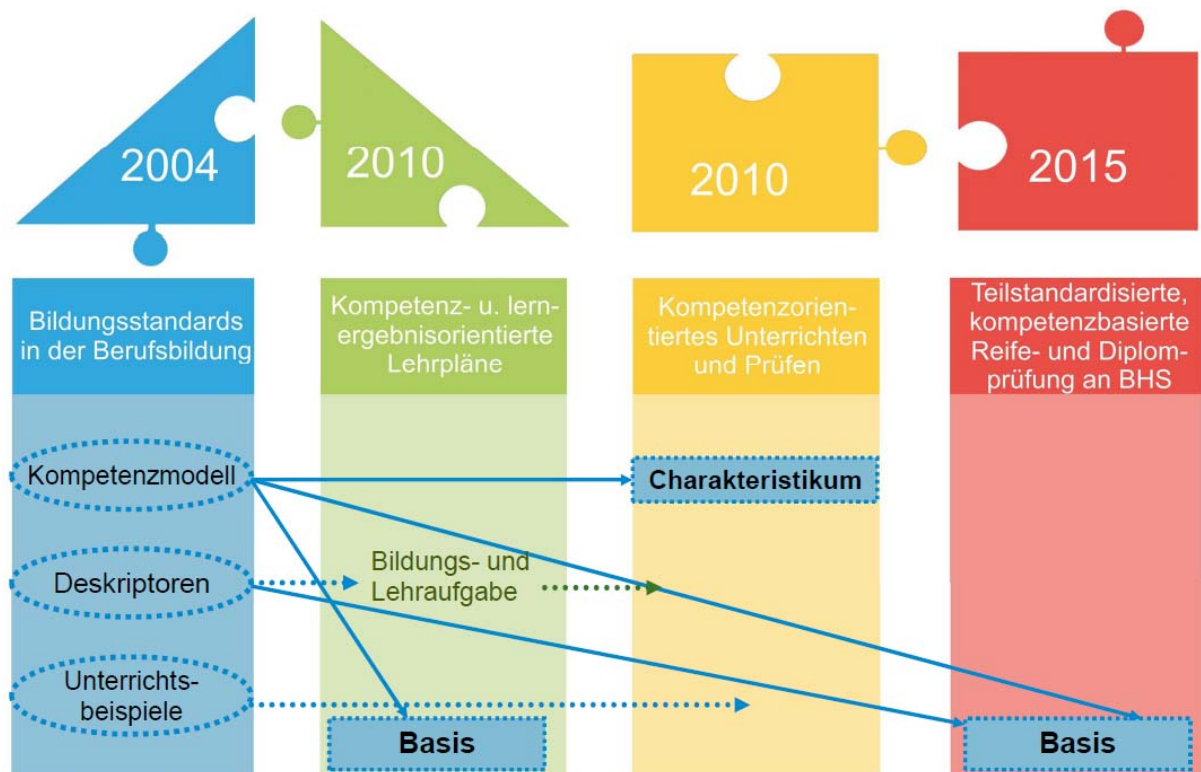 2004
2010
2010
2015
Bildungsstandards
in der Berufsbildung
Kompetenz- u. lern-
ergebnisorientierte
Lehrpläne
Kompetenzorien-
tiertes Unterrichten
und Prüfen
Teilstandardisierte,
kompetenzbasierte
Reife- und Diplom-
prüfung an BHS
Kompetenzmodell
Charakteristikum
Deskriptoren
Bildungs- und
Lehraufgabe
Unterrichts-
beispiele
Basis
Basis